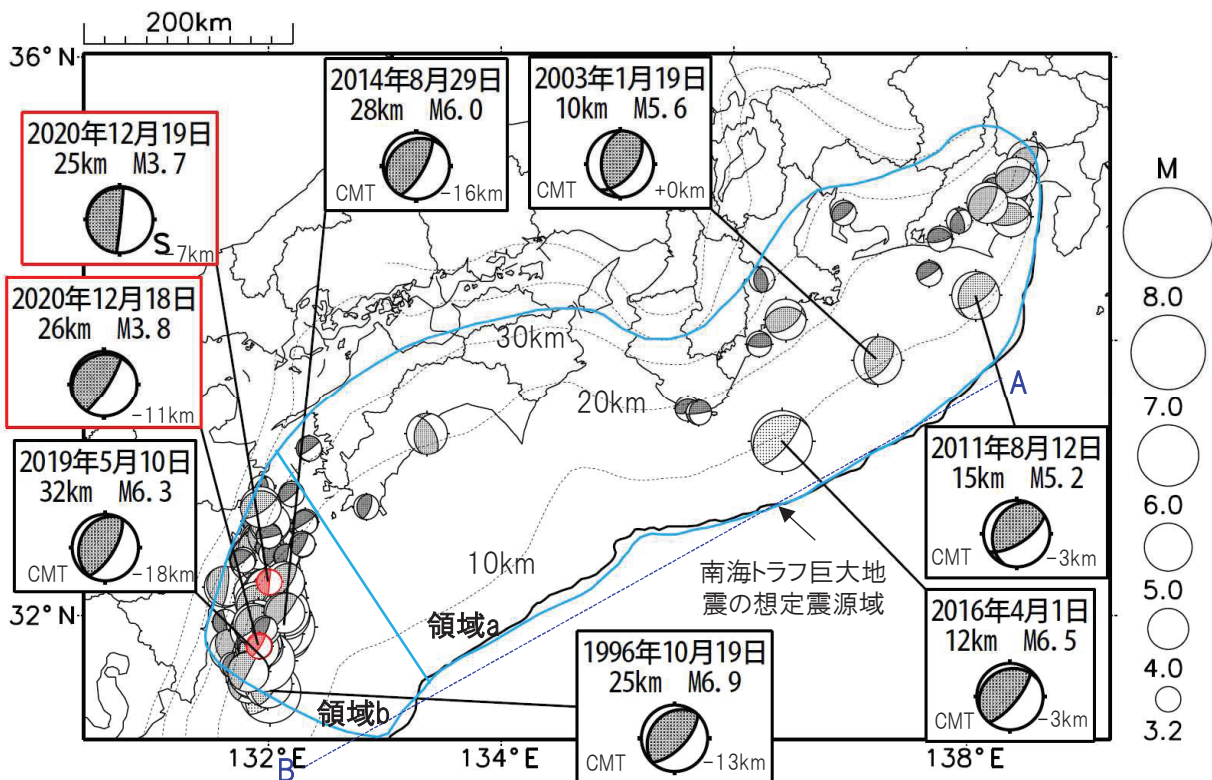 200km
36°N
2014年8月29日
28km M6.0
CMT
-16km
2003年1月19日
10km M5.6
CMT
+0km
2020年12月19日
25km M3.7
S
-7km
2020年12月18日
26km M3.8
-11km
2019年5月10日
32km M6.3
CMT
-18km
M
8.0
7.0
6.0
5.0
4.0
3.2
30km
20km
10km
A
2011年8月12日
15km M5.2
CMT
-3km
南海トラフ巨大地
震の想定震源域
32°N
領域a
領域b
2016年4月1日
12km M6.5
CMT
-3km
1996年10月19日
25km M6.9
CMT
-13km
132°E
B
134°E
138°E